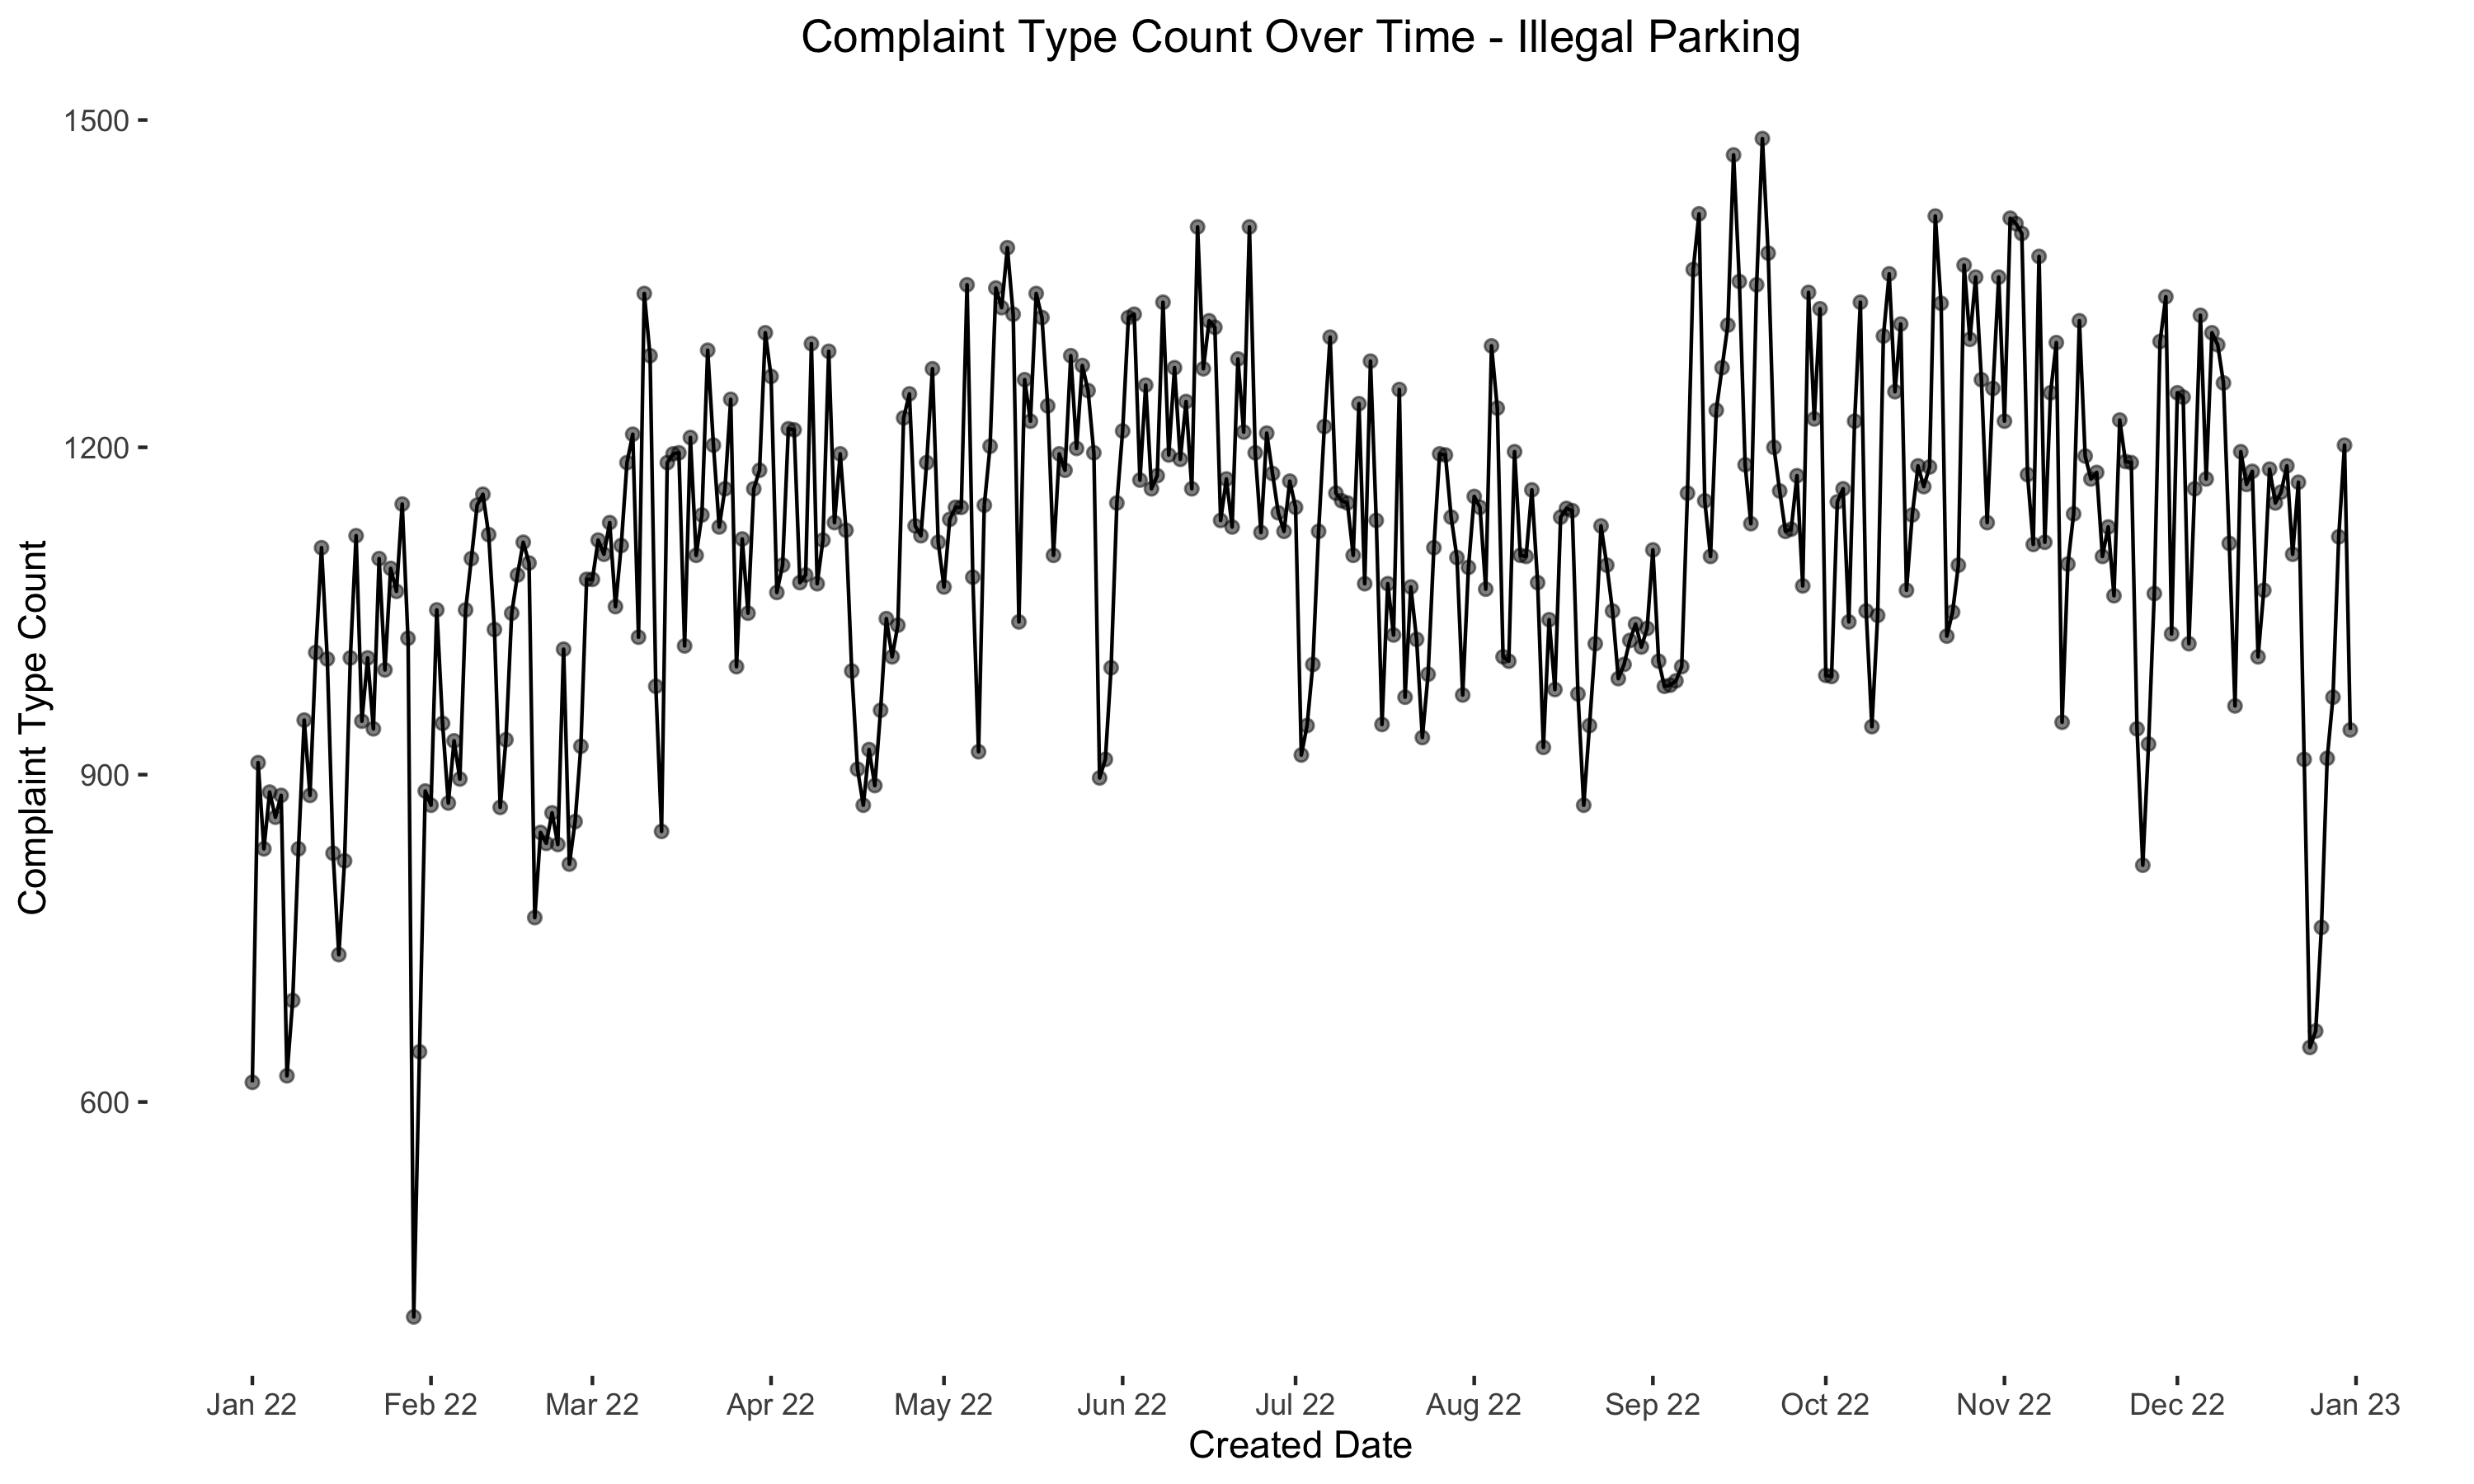 Complaint Type Count Over Time - Illegal Parking
1500
1200
900
600
Complaint Type Count
Jan 22 Feb 22 Mar 22 Apr 22 May 22 Jun 22 Jul 22 Aug 22 Sep 22 Oct 22 Nov 22 Dec 22 Jan 23
Created Date